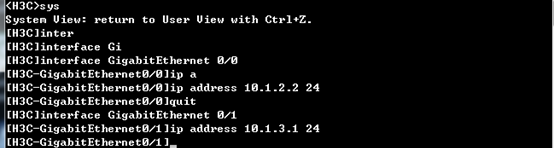 <H3C>sys
System View: return to User View with Ctrl+Z.
[H3C]inter
[H3C]interface Gi
[H3C]interface GigabitEthernet 0/0
[H3C-GigabitEthernet0/0]ip a
[H3C-GigabitEthernet0/0]ip address 10.1.2.2 24
[H3C-GigabitEthernet0/0]quit
[H3C]interface GigabitEthernet 0/1
[H3C-GigabitEthernet0/1]ip address 10.1.3.1 24
[H3C-GigabitEthernet0/1]_